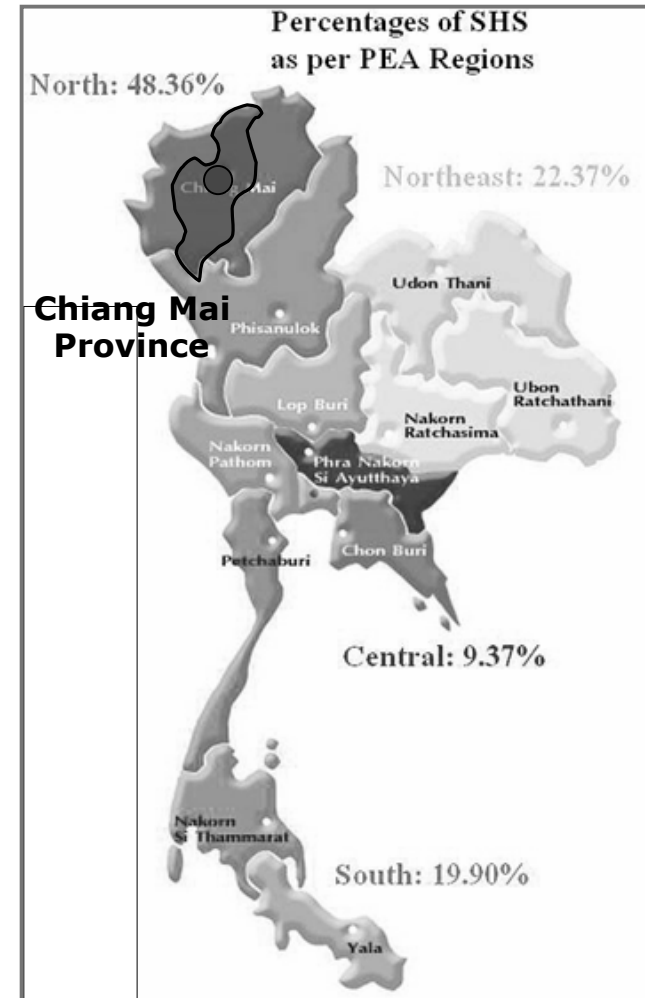 Percentages of SHS
as per PEA Regions
North: 48.36%
Chiang Mai
Northeast: 22.37%
Udon Thani
Chiang Mai
Province
Phisanulok
Ubon
Ratchathani
Lop Buri
Nakorn
Ratchasima
Nakorn
Pathom
Phra Nakorn
Si Ayutthaya
Chon Buri
Petchaburi
Central: 9.37%
Nakorn
Si Thammarat
South: 19.90%
Yala